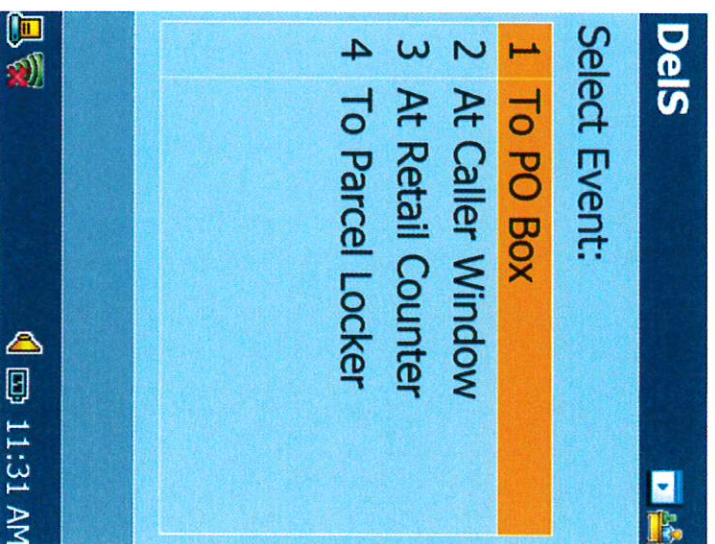 DelS
Select Event:
1 To PO Box
2 At Caller Window
3 At Retail Counter
4 To Parcel Locker
11:31 AM